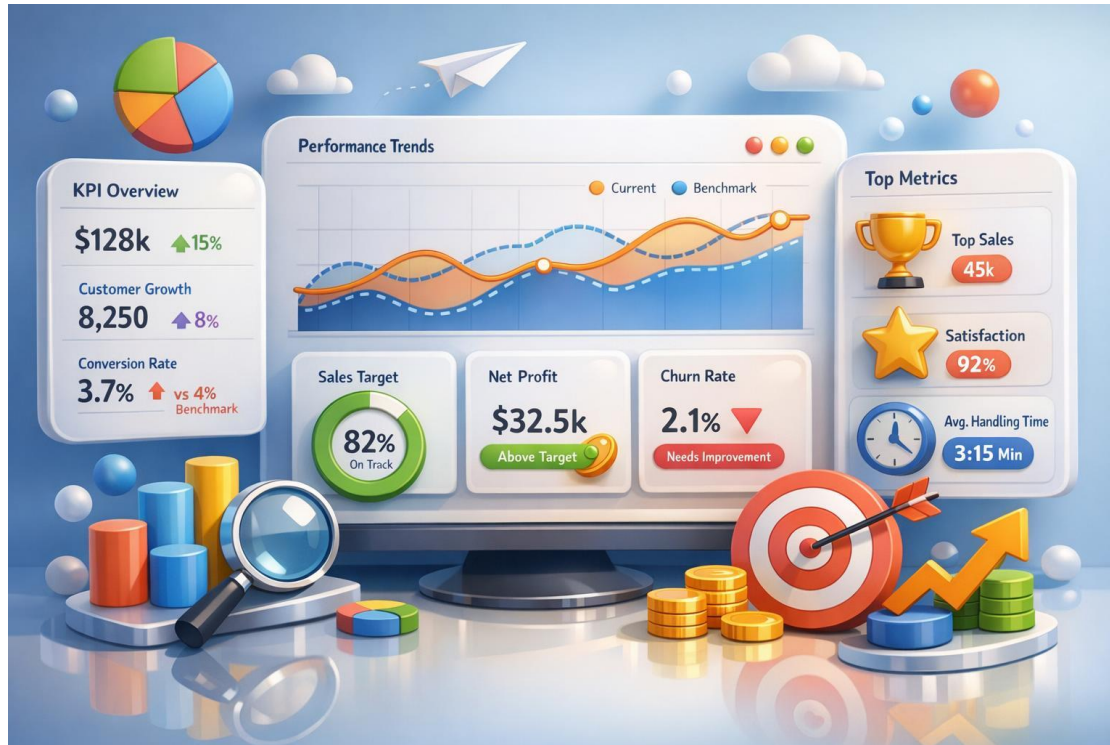 KPI Overview
$128k 15%
Customer Growth
8,250 8%
Conversion Rate
3.7% vs 4%
Benchmark
Performance Trends
Current Benchmark
Sales Target
82%
On Track
Net Profit
$32.5k
Above Target
Churn Rate
2.1%
Needs Improvement
Top Metrics
Top Sales
45k
Satisfaction
92%
Avg. Handling Time
3:15 Min